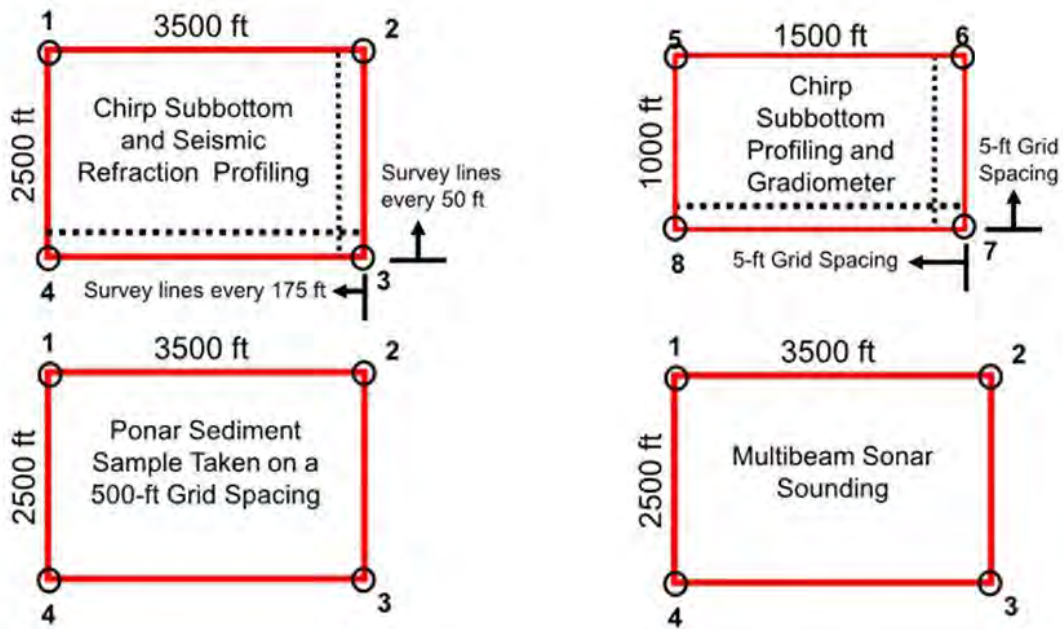 1
3500 ft
2
2500 ft
Chirp Subbottom
and Seismic
Refraction Profiling
Survey lines
every 50 ft
4
3
Survey lines every 175 ft
5
1500 ft
6
1000 ft
Chirp
Subbottom
Profiling and
Gradiometer
5-ft Grid
Spacing
8
7
5-ft Grid Spacing
1
3500 ft
2
2500 ft
Ponar Sediment
Sample Taken on a
500-ft Grid Spacing
4
3
1
3500 ft
2
2500 ft
Multibeam Sonar
Sounding
4
3